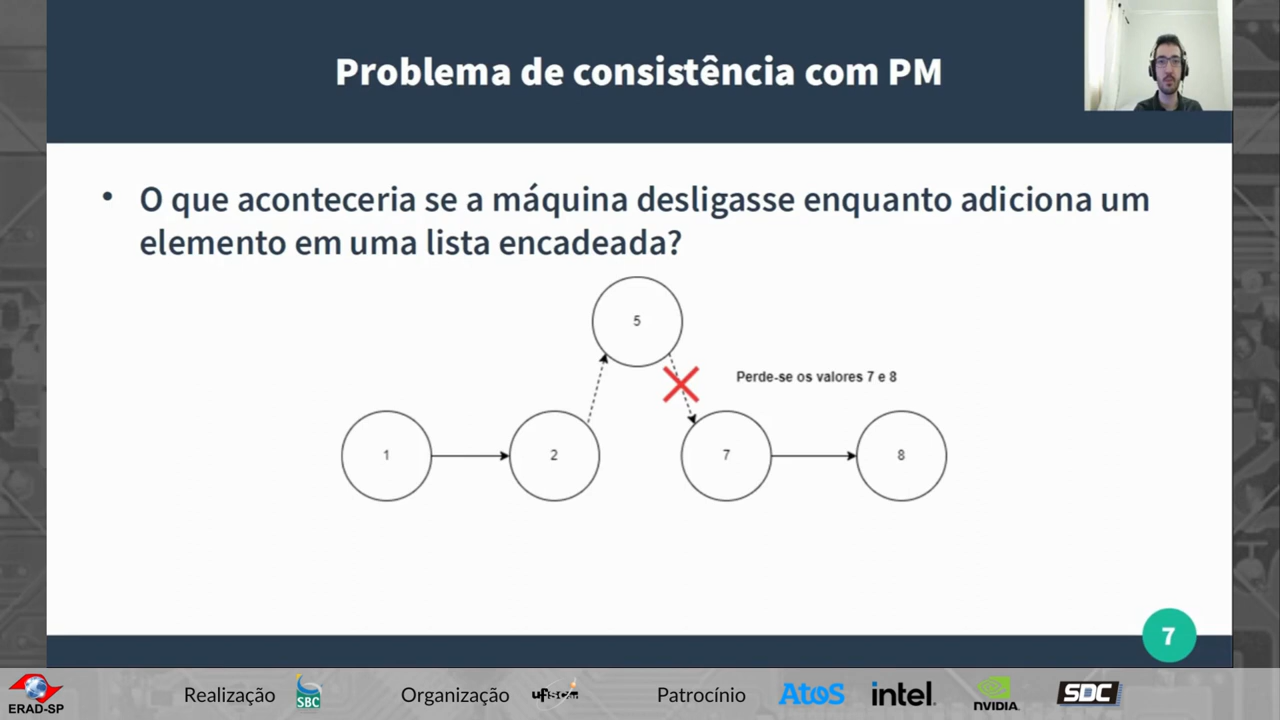 Problema de consistência com PM
• O que aconteceria se a máquina desligasse enquanto adiciona um
elemento em uma lista encadeada?
5
Perde-se os valores 7 e 8
1
2
7
8
7
ERAD-SP
Realização
SBC
Organização
ufscar
Patrocínio
Atos
intel.
NVIDIA.
SDC